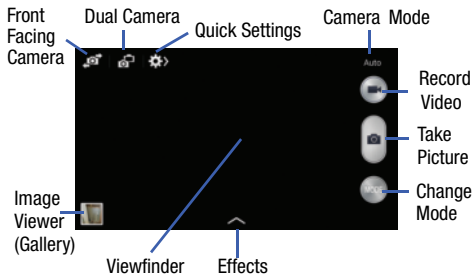 Front
Facing
Camera
Dual Camera
Quick Settings
Camera Mode
Auto
Record
Video
Take
Picture
MODE
Change
Mode
Image
Viewer
(Gallery)
Viewfinder
Effects